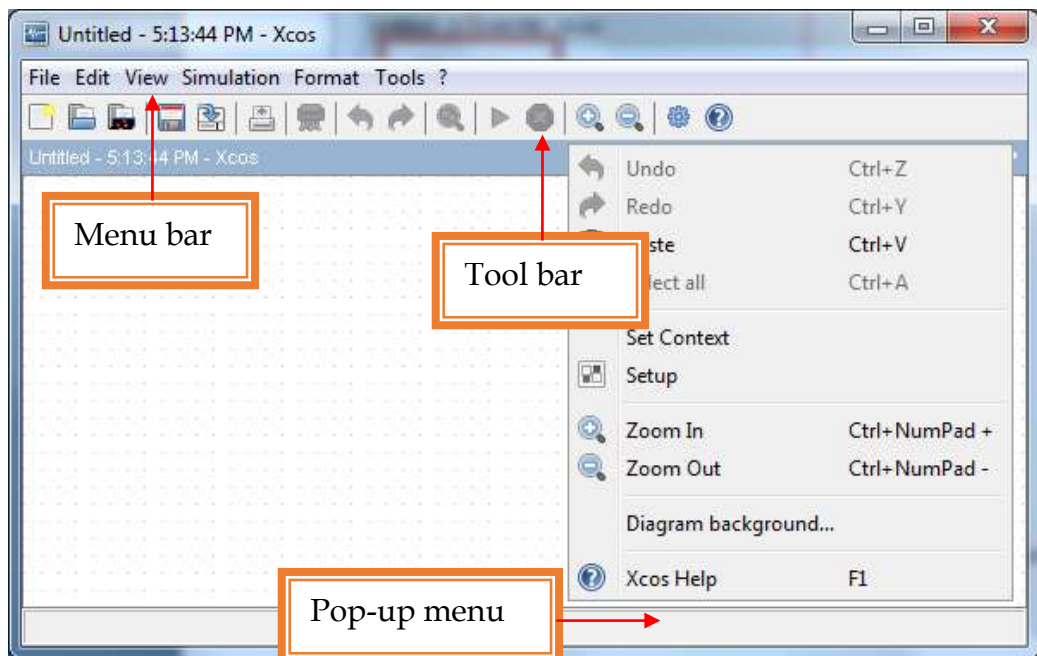 Untitled - 5:13:44 PM - Xcos
File Edit View Simulation Format Tools ?
Untitled - 5:13:44 PM - Xcos
Undo Ctrl+Z
Redo Ctrl+Y
Menu bar
ste Ctrl+V
Tool bar
lect all Ctrl+A
Set Context
Setup
Zoom In Ctrl+NumPad +
Zoom Out Ctrl+NumPad -
Diagram background...
Xcos Help F1
Pop-up menu